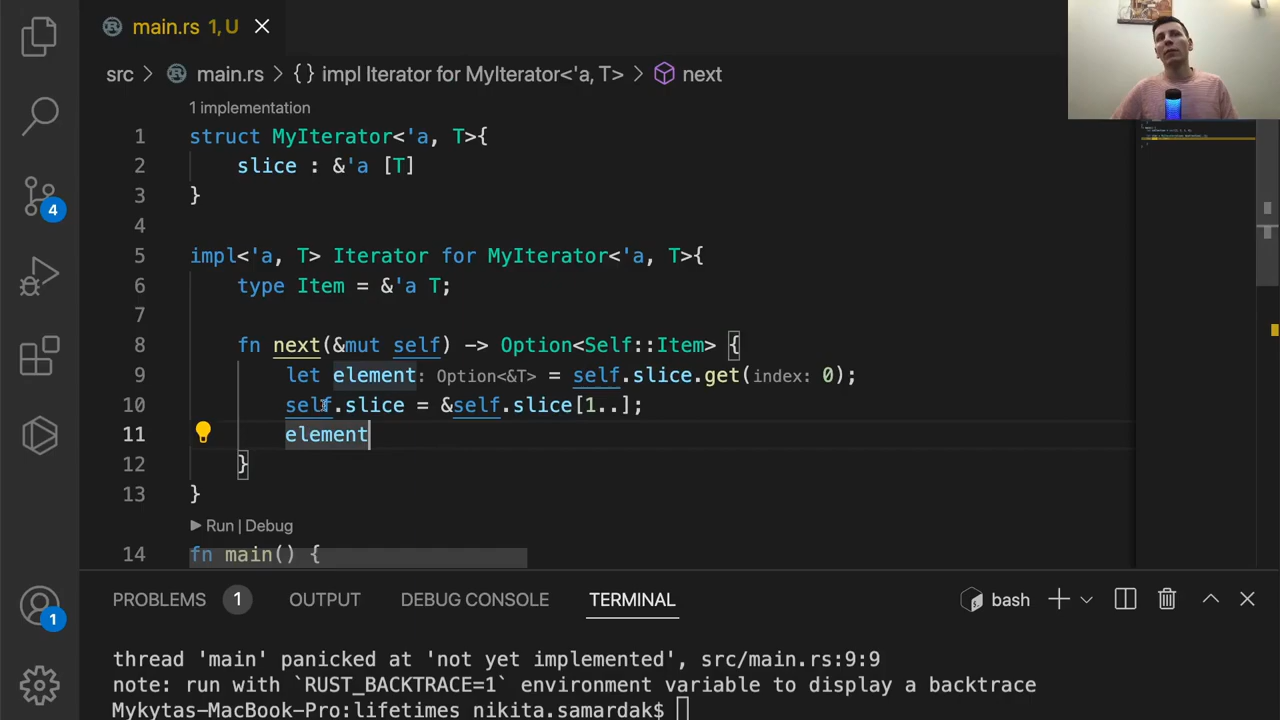 main.rs 1, U
src > main.rs > {} impl Iterator for MyIterator<'a, T> > next
1 implementation
1 struct MyIterator<'a, T>{
2 slice : &'a [T]
3 }
4
5 impl<'a, T> Iterator for MyIterator<'a, T>{
6 type Item = &'a T;
7
8 fn next(&mut self) -> Option<Self::Item> {
9 let element: Option<&T> = self.slice.get(index: 0);
10 self.slice = &self.slice[1..];
11 element
12 }
13 }
Run | Debug
14 fn main() {
4
1
PROBLEMS 1 OUTPUT DEBUG CONSOLE TERMINAL bash
thread 'main' panicked at 'not yet implemented', src/main.rs:9:9
note: run with `RUST_BACKTRACE=1` environment variable to display a backtrace
Mykytas-MacBook-Pro:lifetimes nikita.samardak$